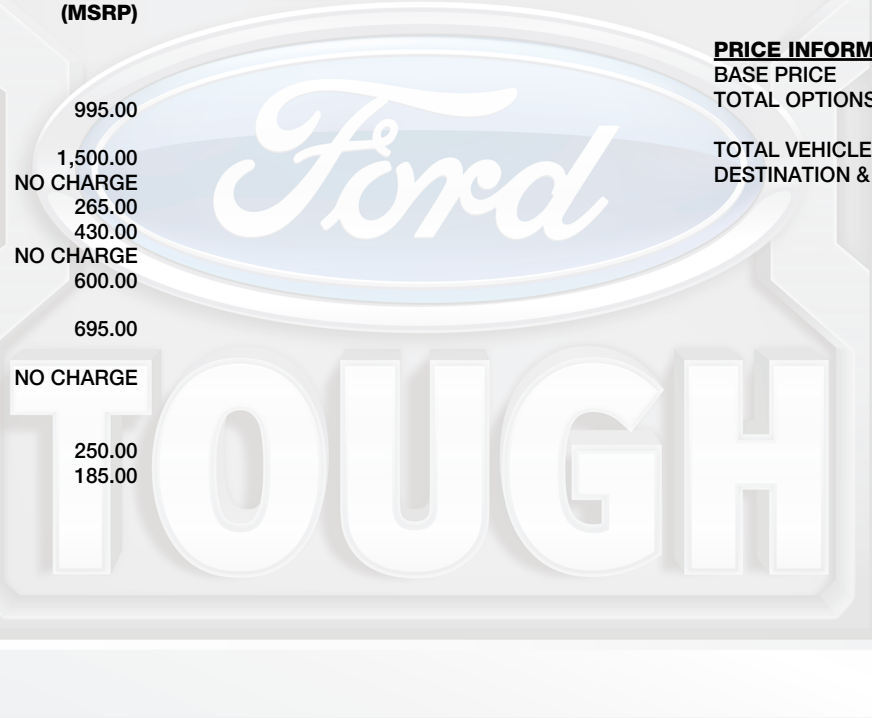 (MSRP)
995.00
1,500.00
NO CHARGE
265.00
430.00
NO CHARGE
600.00
695.00
NO CHARGE
250.00
185.00
PRICE INFORM
BASE PRICE
TOTAL OPTIONS
TOTAL VEHICLE
DESTINATION &
Ford
TOUGH